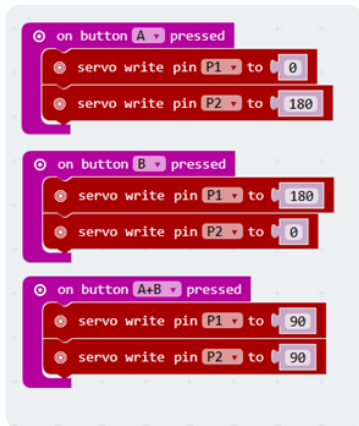 on button A pressed
servo write pin P1 to 0
servo write pin P2 to 180
on button B pressed
servo write pin P1 to 180
servo write pin P2 to 0
on button A+B pressed
servo write pin P1 to 90
servo write pin P2 to 90